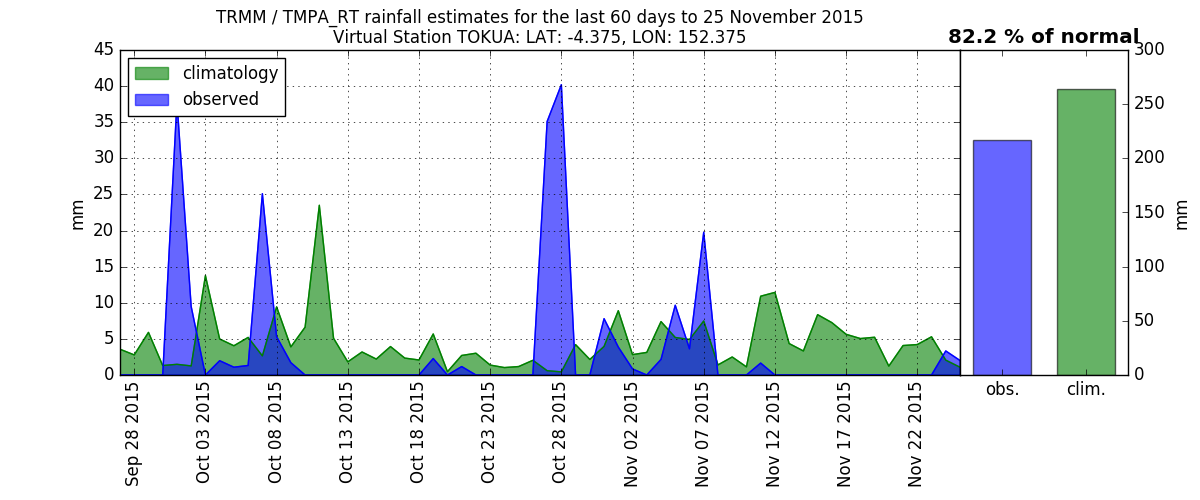 TRMM / TMPA_RT rainfall estimates for the last 60 days to 25 November 2015
Virtual Station TOKUA: LAT: -4.375, LON: 152.375
82.2 % of normal
climatology
observed
45
40
35
30
25
20
15
10
5
0
mm
Sep 28 2015
Oct 03 2015
Oct 08 2015
Oct 13 2015
Oct 18 2015
Oct 23 2015
Oct 28 2015
Nov 02 2015
Nov 07 2015
Nov 12 2015
Nov 17 2015
Nov 22 2015
300
250
200
150
100
50
0
mm
obs.
clim.